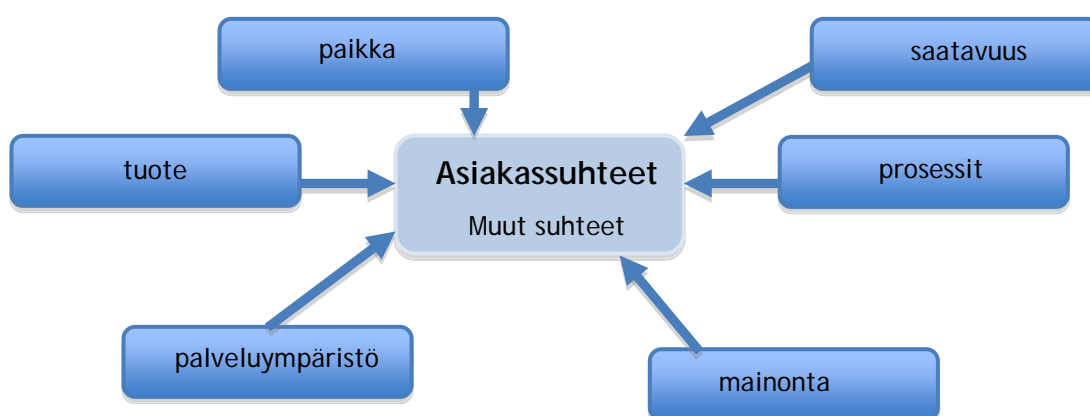 paikka
saatavuus
tuote
Asiakassuhteet
prosessit
Muut suhteet
palveluympäristö
mainonta